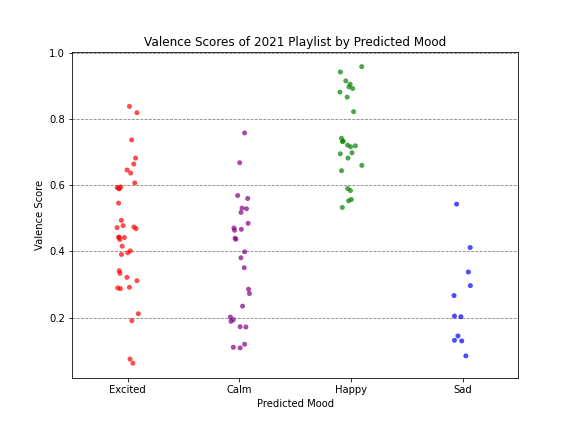 Valence Scores of 2021 Playlist by Predicted Mood
1.0
0.8
0.6
0.4
0.2
Valence Score
Excited Calm Happy Sad
Predicted Mood